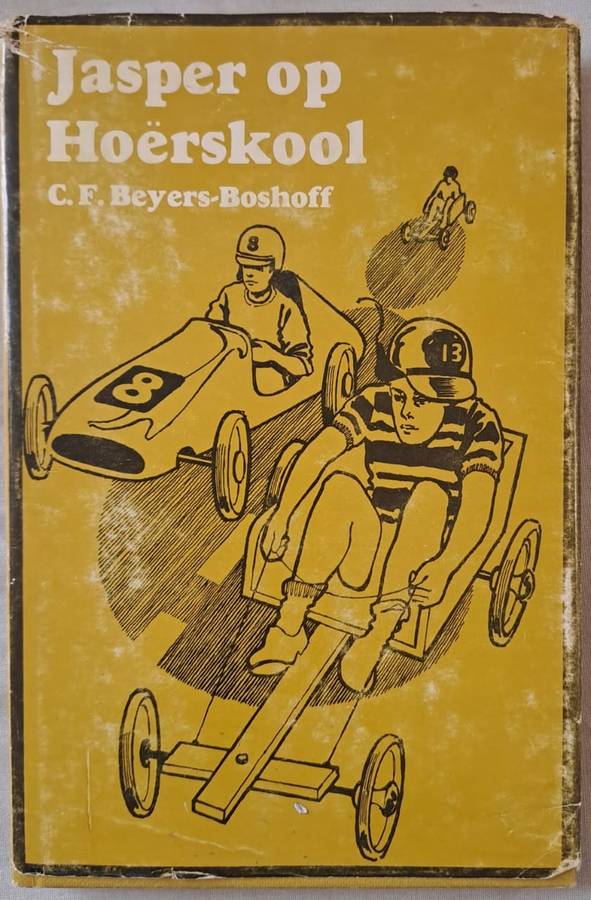 Jasper op
Hoërskool
C. F. Beyers-Boshoff
8
13
8